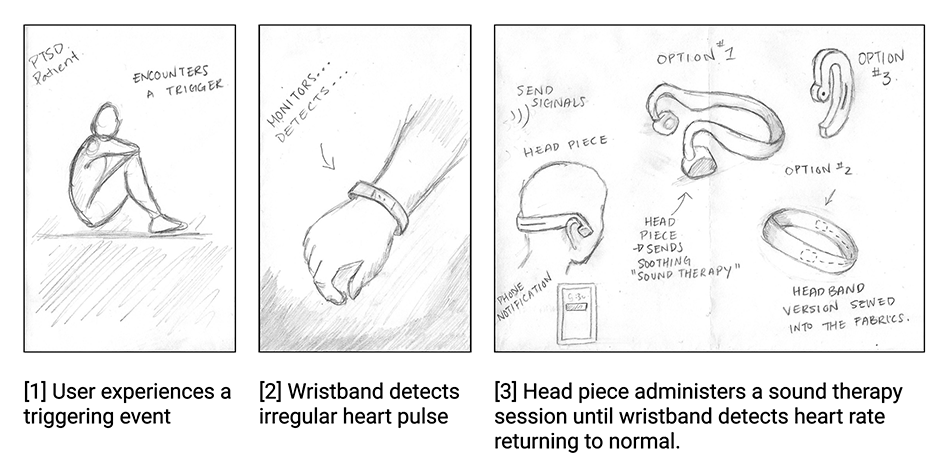 PTSD
Patient
ENCOUNTERS
A TRIGGER
MONITORS...
DETECTS...
SEND
SIGNALS
HEAD PIECE
PHONE
NOTIFICATION
OPTION #1
HEAD
PIECE
→ SENDS
SOOTHING
"SOUND THERAPY"
OPTION
#3.
OPTION #2
HEADBAND
VERSION SEWED
INTO THE FABRICS.
[1] User experiences a
triggering event
[2] Wristband detects
irregular heart pulse
[3] Head piece administers a sound therapy
session until wristband detects heart rate
returning to normal.